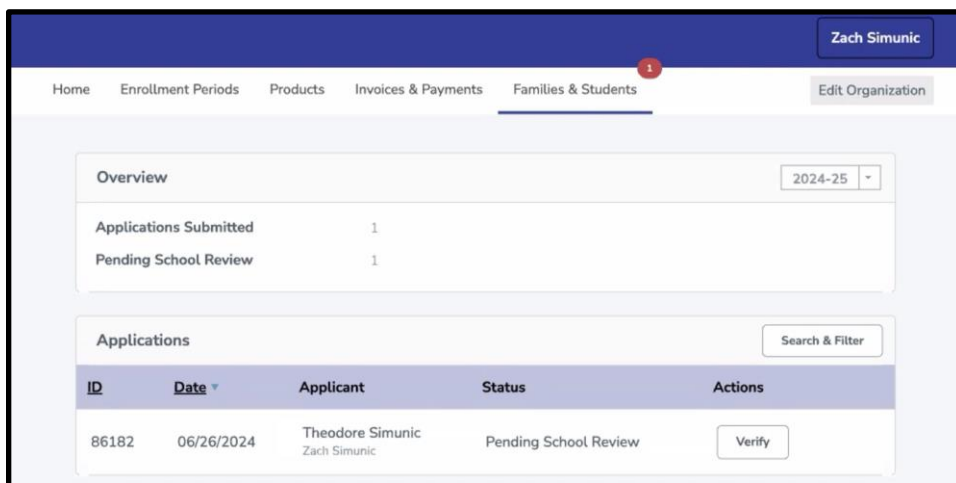 Zach Simunic
1
Home Enrollment Periods Products Invoices & Payments Families & Students Edit Organization
Overview 2024-25
Applications Submitted 1
Pending School Review 1
Applications Search & Filter
ID Date Applicant Status Actions
86182 06/26/2024 Theodore Simunic Pending School Review Verify
Zach Simunic